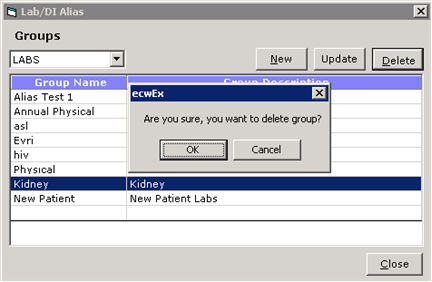 Lab/DI Alias
Groups
LABS
New Update Delete
Group Name Group Description
ecwEx
Are you sure, you want to delete group?
OK Cancel
Alias Test 1
Annual Physical
asl
Evri
hiv
Physical
Kidney Kidney
New Patient New Patient Labs
Close